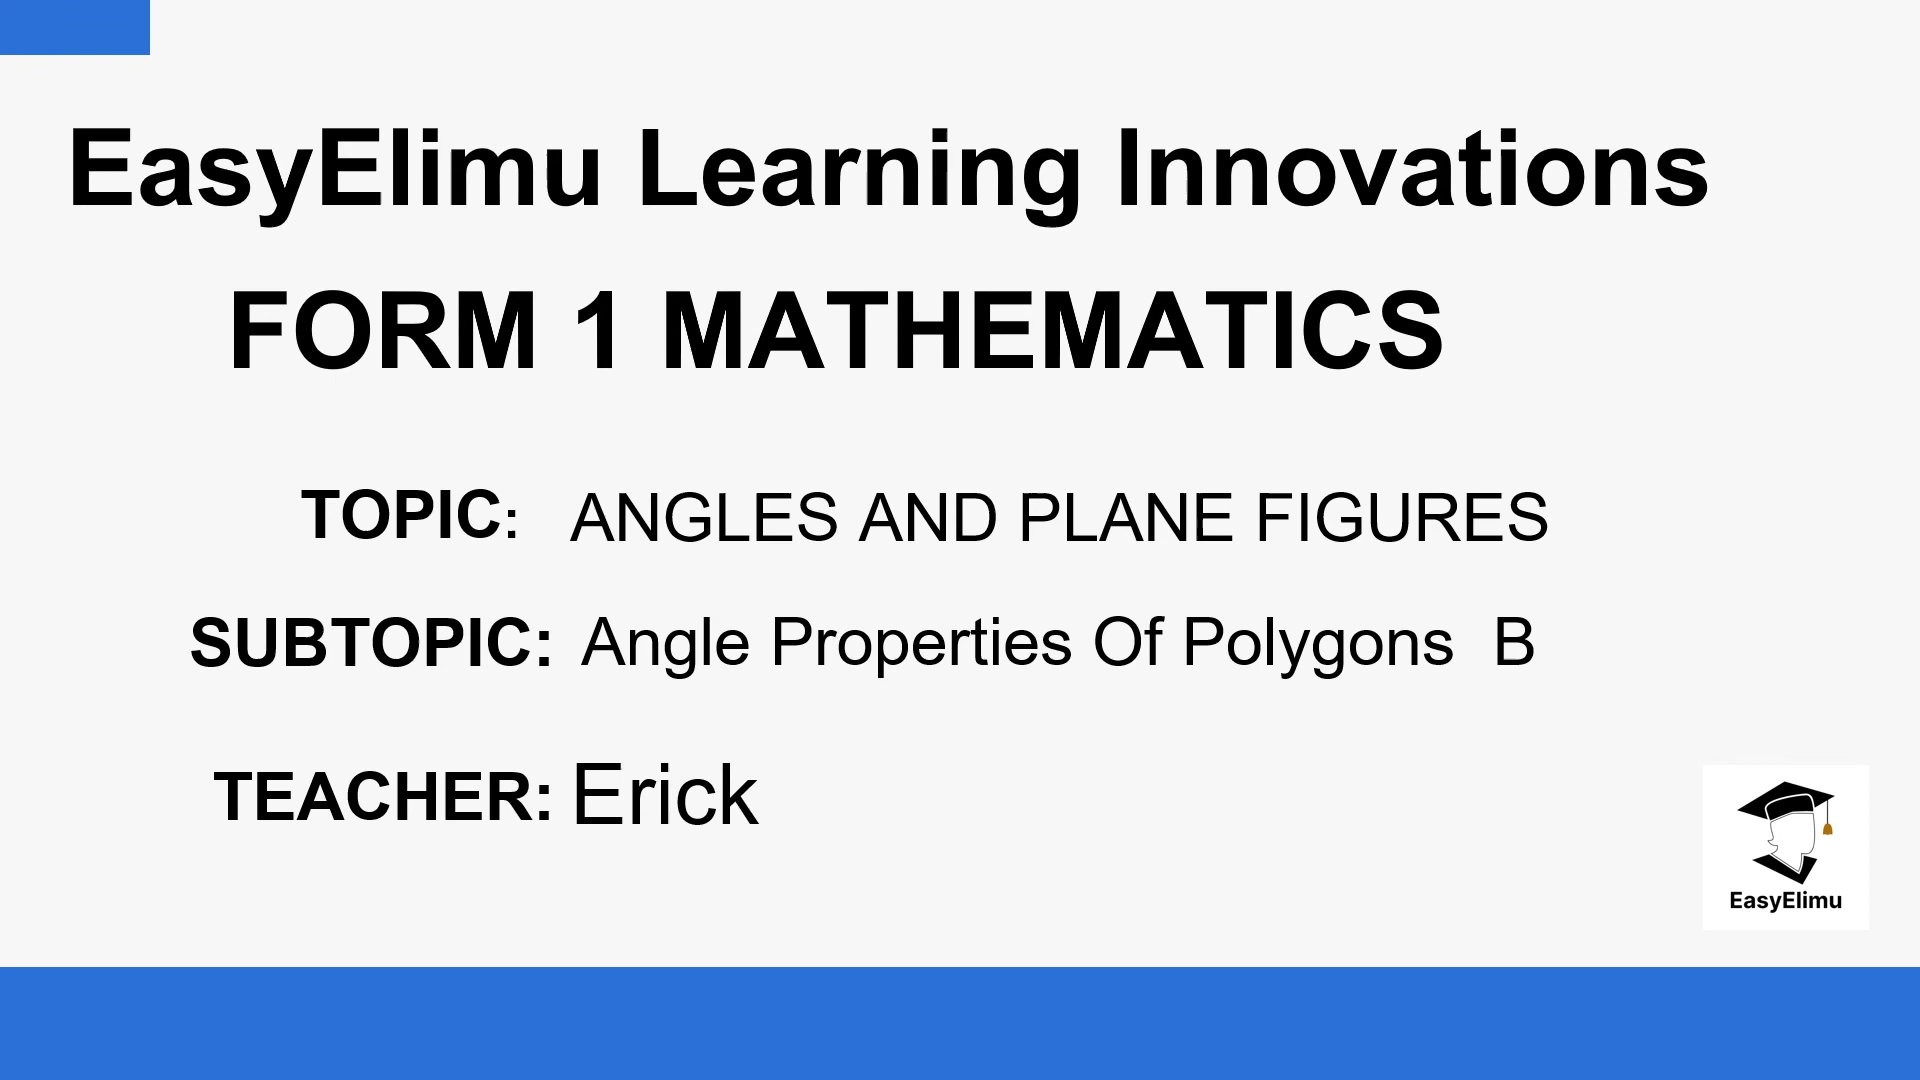 EasyElimu Learning Innovations
FORM 1 MATHEMATICS
TOPIC: ANGLES AND PLANE FIGURES
SUBTOPIC: Angle Properties Of Polygons  B
TEACHER: Erick
EasyElimu